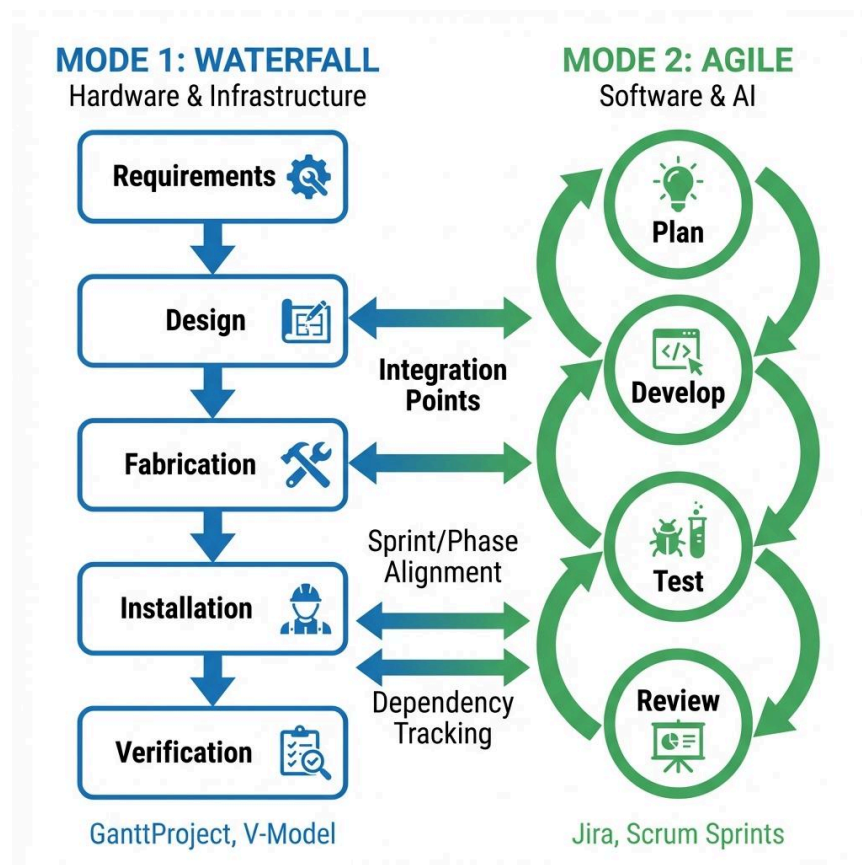 MODE 1: WATERFALL
Hardware & Infrastructure
Requirements
Design
Fabrication
Installation
Verification
GanttProject, V-Model
Integration
Points
Sprint/Phase
Alignment
Dependency
Tracking
MODE 2: AGILE
Software & AI
Plan
</>
Develop
Test
Review
Jira, Scrum Sprints